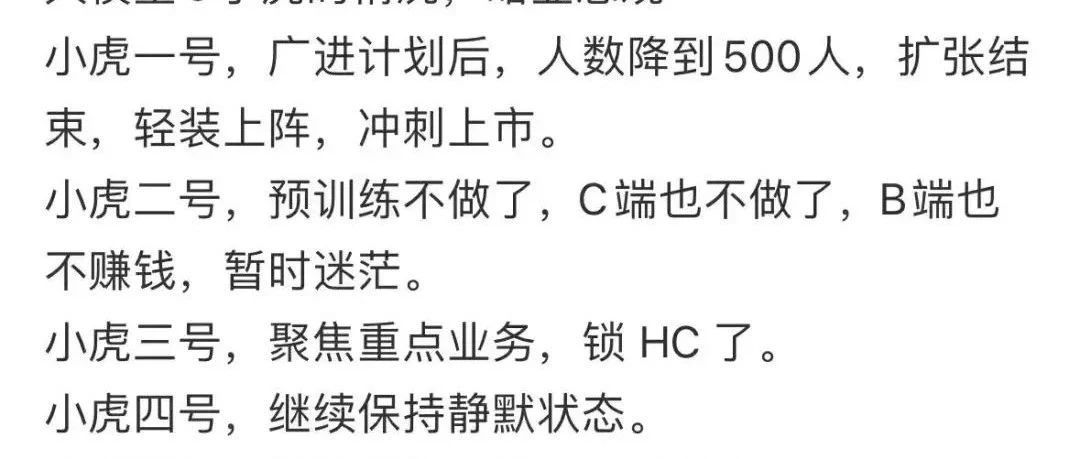 小虎一号，广进计划后，人数降到500人，扩张结
束，轻装上阵，冲刺上市。
小虎二号，预训练不做了，C端也不做了，B端也
不赚钱，暂时迷茫。
小虎三号，聚焦重点业务，锁 HC 了。
小虎四号，继续保持静默状态。